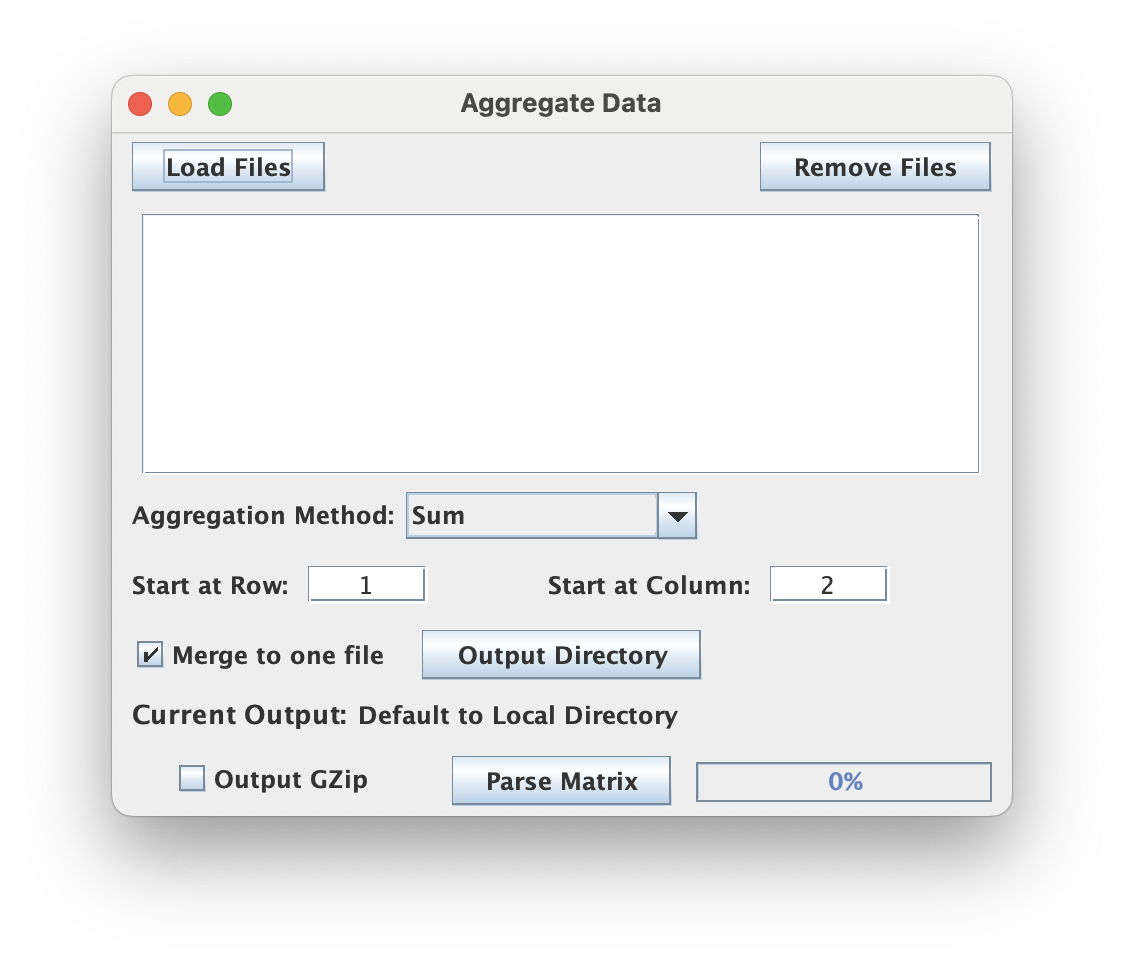 Aggregate Data
Load Files
Remove Files
Aggregation Method: Sum
Start at Row: 1 Start at Column: 2
Merge to one file Output Directory
Current Output: Default to Local Directory
Output GZip Parse Matrix 0%